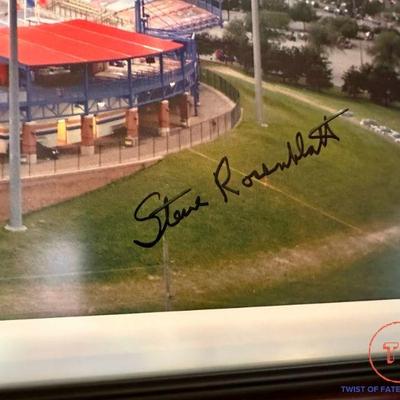 Steve Rosenblatt
T
TWIST OF FATE